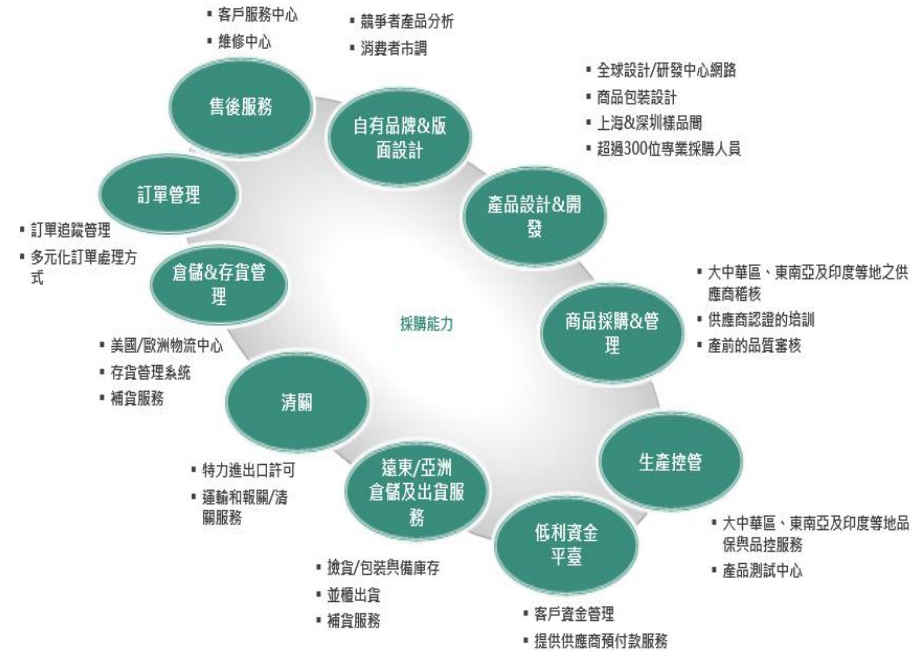 ▪ 客戶服務中心
▪ 維修中心
售後服務
▪ 競爭者產品分析
▪ 消費者市調
自有品牌&版
面設計
▪ 全球設計/研發中心網路
▪ 商品包裝設計
▪ 上海&深圳樣品間
▪ 超過300位專業採購人員
產品設計&開
發
▪ 大中華區、東南亞及印度等地之供
應商稽核
▪ 供應商認證的培訓
▪ 產前的品質審核
商品採購&管
理
生產控管
▪ 大中華區、東南亞及印度等地品
保與品控服務
▪ 產品測試中心
低利資金
平臺
▪ 客戶資金管理
▪ 提供供應商預付款服務
遠東/亞洲
倉儲及出貨服
務
▪ 撿貨/包裝與備庫存
▪ 並櫃出貨
▪ 補貨服務
清關
▪ 特力進出口許可
▪ 運輸和報關/清
關服務
倉儲&存貨管
理
▪ 美國/歐洲物流中心
▪ 存貨管理系統
▪ 補貨服務
訂單管理
▪ 訂單追蹤管理
▪ 多元化訂單處理方
式
採購能力